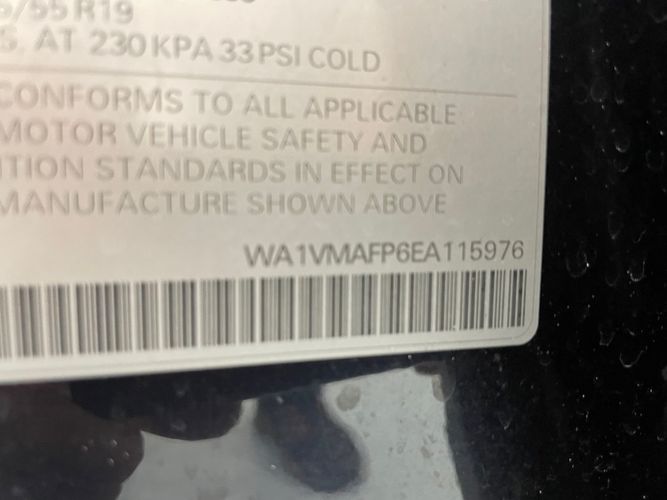 /55 R19
S. AT 230 KPA 33 PSI COLD
CONFORMS TO ALL APPLICABLE
MOTOR VEHICLE SAFETY AND
TION STANDARDS IN EFFECT ON
MANUFACTURE SHOWN ABOVE
WA1VMAFP6EA115976